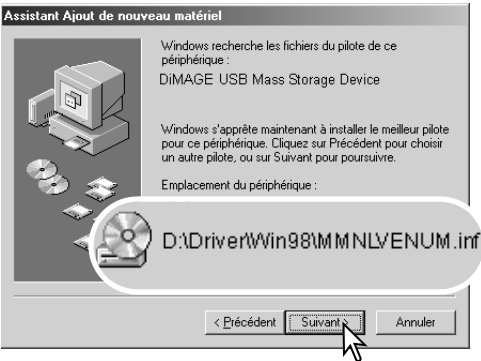 Assistant Ajout de nouveau matériel
Windows recherche les fichiers du pilote de ce
périphérique :
DiMAGE USB Mass Storage Device
Windows s'apprête maintenant à installer le meilleur pilote
pour ce périphérique. Cliquez sur Précédent pour choisir
un autre pilote, ou sur Suivant pour poursuivre.
Emplacement du périphérique :
D:\Driver\Win98\MMNLVENUM.inf
< Précédent
Suivant >
Annuler